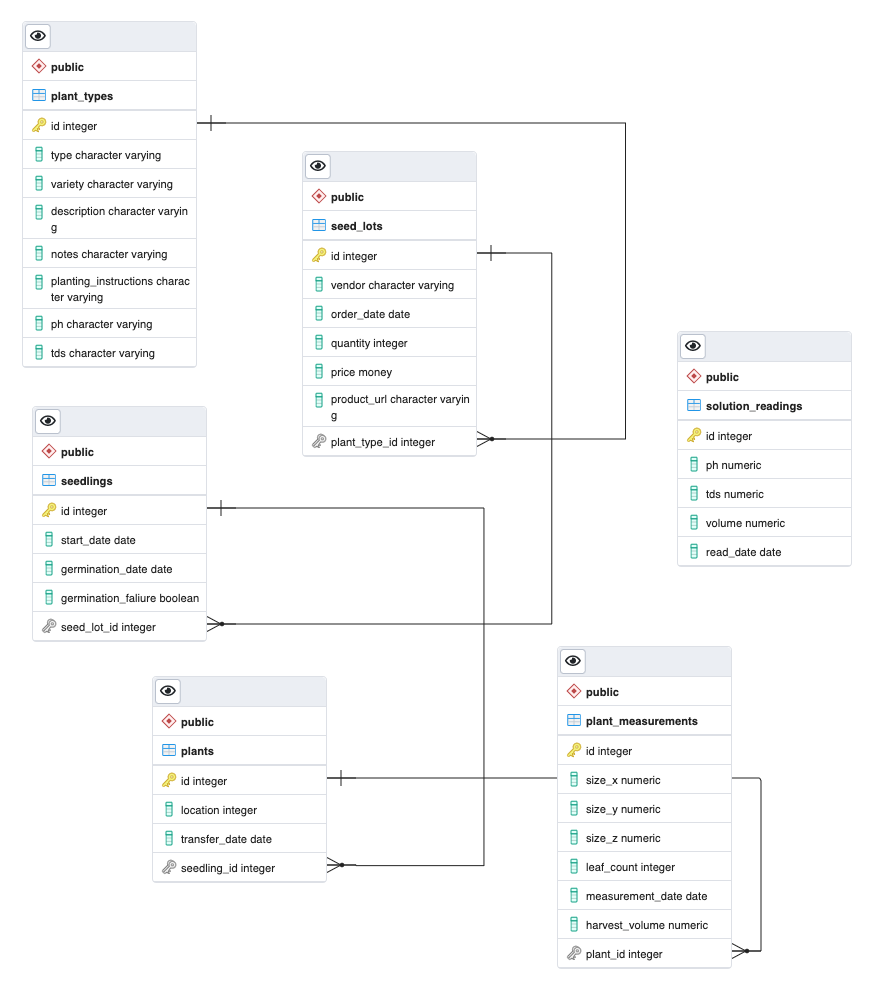 public
plant_types
id integer
type character varying
variety character varying
description character varyin
g
notes character varying
planting_instructions charac
ter varying
ph character varying
tds character varying
public
seed_lots
id integer
vendor character varying
order_date date
quantity integer
price money
product_url character varyin
g
plant_type_id integer
public
solution_readings
id integer
ph numeric
tds numeric
volume numeric
read_date date
public
seedlings
id integer
start_date date
germination_date date
germination_faliure boolean
seed_lot_id integer
public
plants
id integer
location integer
transfer_date date
seedling_id integer
public
plant_measurements
id integer
size_x numeric
size_y numeric
size_z numeric
leaf_count integer
measurement_date date
harvest_volume numeric
plant_id integer